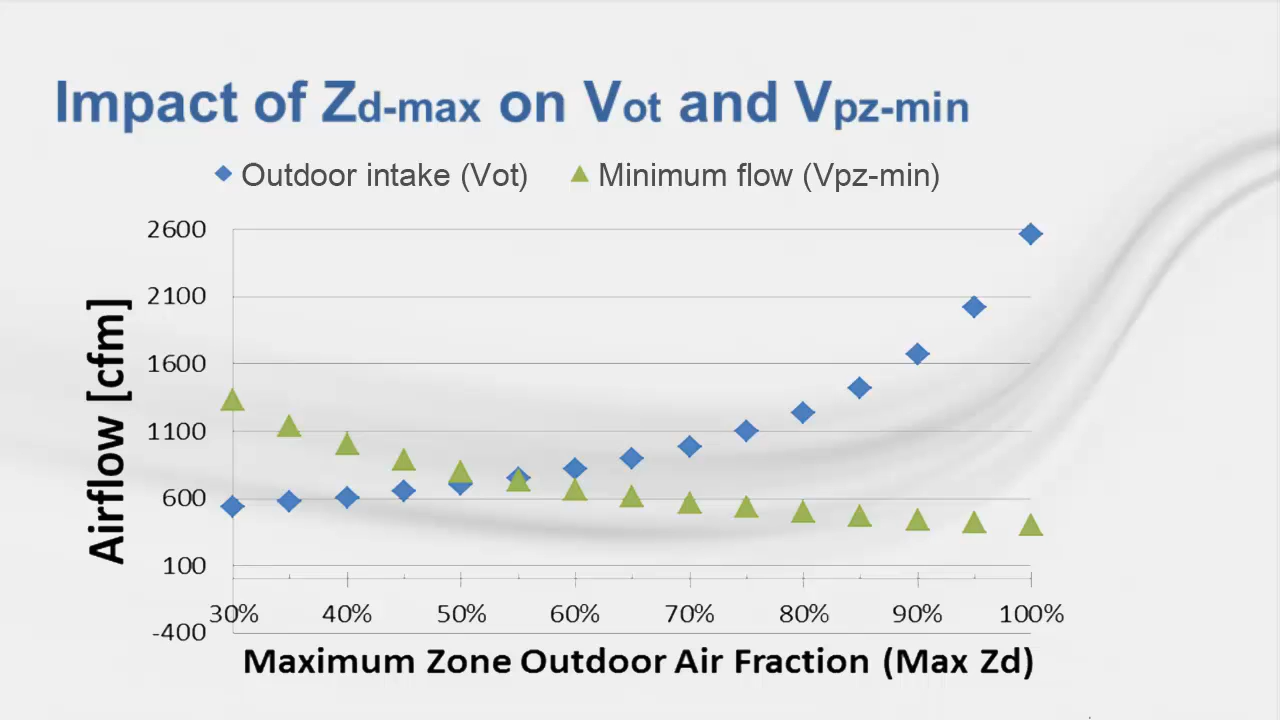 Impact of Zd-max on Vot and Vpz-min
Outdoor intake (Vot) Minimum flow (Vpz-min)
2600
2100
1600
1100
600
100
-400
Airflow [cfm]
30% 40% 50% 60% 70% 80% 90% 100%
Maximum Zone Outdoor Air Fraction (Max Zd)